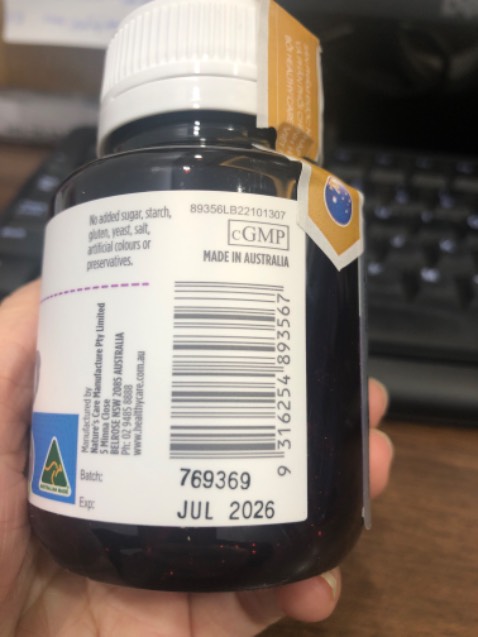 No added sugar, starch,
gluten, yeast, salt,
artificial colours or
preservatives.
89356LB22101307
cGMP
MADE IN AUSTRALIA
Manufactured by
Nature's Care Manufacture Pty Limited
5 Minna Close
BELROSE NSW 2085 AUSTRALIA
Ph: 02 9485 8888
www.healthycare.com.au
9 316254 893567
Batch: 769369
Exp: JUL 2026